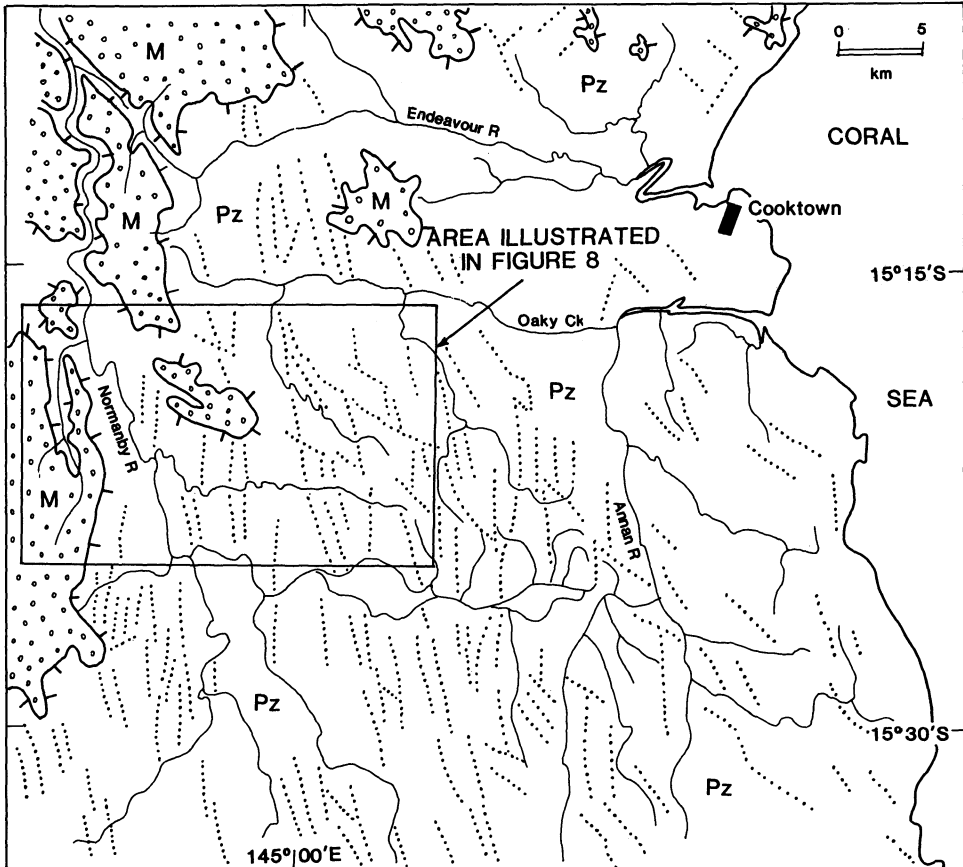 0 5
km
M
Pz
Endeavour R
CORAL
M
Pz
M
Cooktown
AREA ILLUSTRATED
IN FIGURE 8
15°15'S
Oaky Ck
Pz
SEA
Normanby R
M
Annan R
Pz
15°30'S
Pz
145°00'E